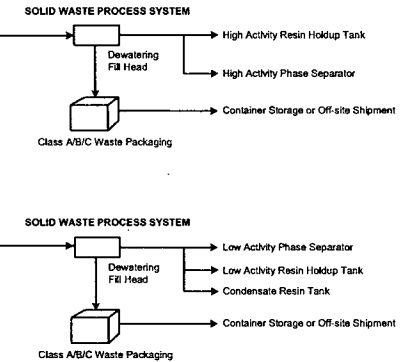 SOLID WASTE PROCESS SYSTEM
High Activity Resin Holdup Tank
Dewatering
Fill Head
High Activity Phase Separator
Container Storage or Off-site Shipment
Class A/B/C Waste Packaging
SOLID WASTE PROCESS SYSTEM
Low Activity Phase Separator
Dewatering
Fill Head
Low Activity Resin Holdup Tank
Condensate Resin Tank
Container Storage or Off-site Shipment
Class A/B/C Waste Packaging